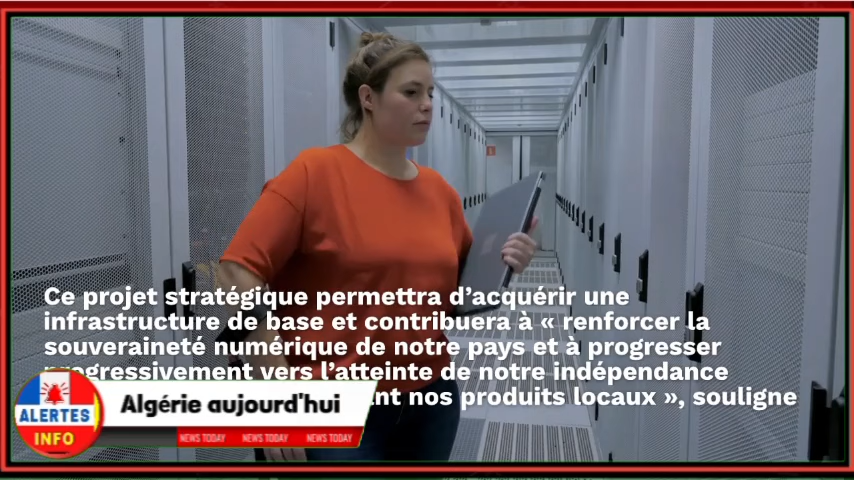 Ce projet stratégique permettra d'acquérir une
infrastructure de base et contribuera à « renforcer la
souveraineté numérique de notre pays et à progresser
progressivement vers l'atteinte de notre indépendance
nos produits locaux », souligne
ALERTES
INFO
Algérie aujourd'hui
NEWS TODAY NEWS TODAY NEWS TODAY